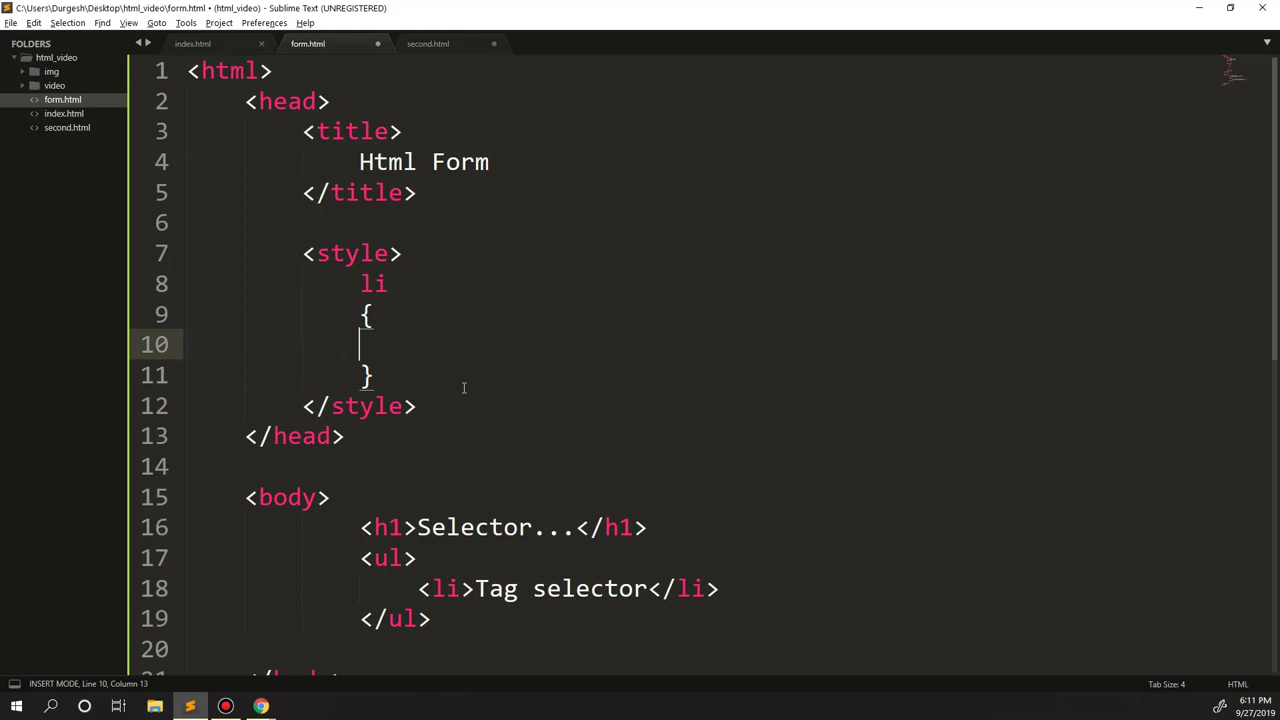 C:\Users\Durgesh\Desktop\html_video\form.html • (html_video) - Sublime Text (UNREGISTERED)
File Edit Selection Find View Goto Tools Project Preferences Help
FOLDERS
html_video
img
video
form.html
index.html
second.html
index.html form.html second.html
1 <html>
2 <head>
3 <title>
4 Html Form
5 </title>
6
7 <style>
8 li
9 {
10
11 }
12 </style>
13 </head>
14
15 <body>
16 <h1>Selector...</h1>
17 <ul>
18 <li>Tag selector</li>
19 </ul>
20
INSERT MODE, Line 10, Column 13 Tab Size: 4 HTML
6:11 PM
9/27/2019